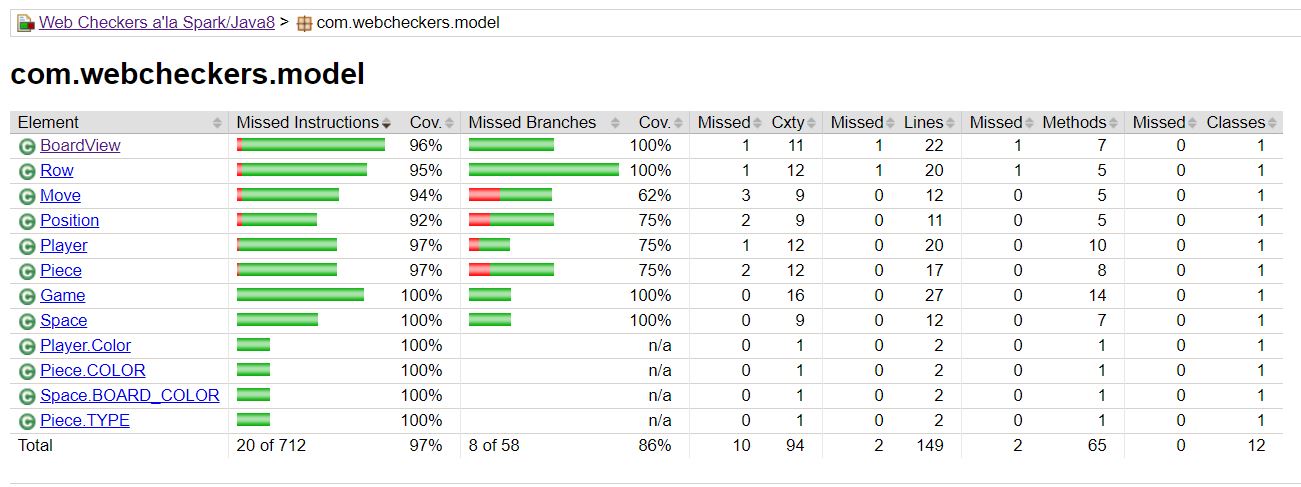 Web Checkers a'la Spark/Java8 > com.webcheckers.model
com.webcheckers.model
Element Missed Instructions Cov. Missed Branches Cov. Missed Cxty Missed Lines Missed Methods Missed Classes
BoardView 96% 100% 1 11 1 22 1 7 0 1
Row 95% 100% 1 12 1 20 1 5 0 1
Move 94% 62% 3 9 0 12 0 5 0 1
Position 92% 75% 2 9 0 11 0 5 0 1
Player 97% 75% 1 12 0 20 0 10 0 1
Piece 97% 75% 2 12 0 17 0 8 0 1
Game 100% 100% 0 16 0 27 0 14 0 1
Space 100% 100% 0 9 0 12 0 7 0 1
Player.Color 100% n/a 0 1 0 2 0 1 0 1
Piece.COLOR 100% n/a 0 1 0 2 0 1 0 1
Space.BOARD_COLOR 100% n/a 0 1 0 2 0 1 0 1
Piece.TYPE 100% n/a 0 1 0 2 0 1 0 1
Total 20 of 712 97% 8 of 58 86% 10 94 2 149 2 65 0 12